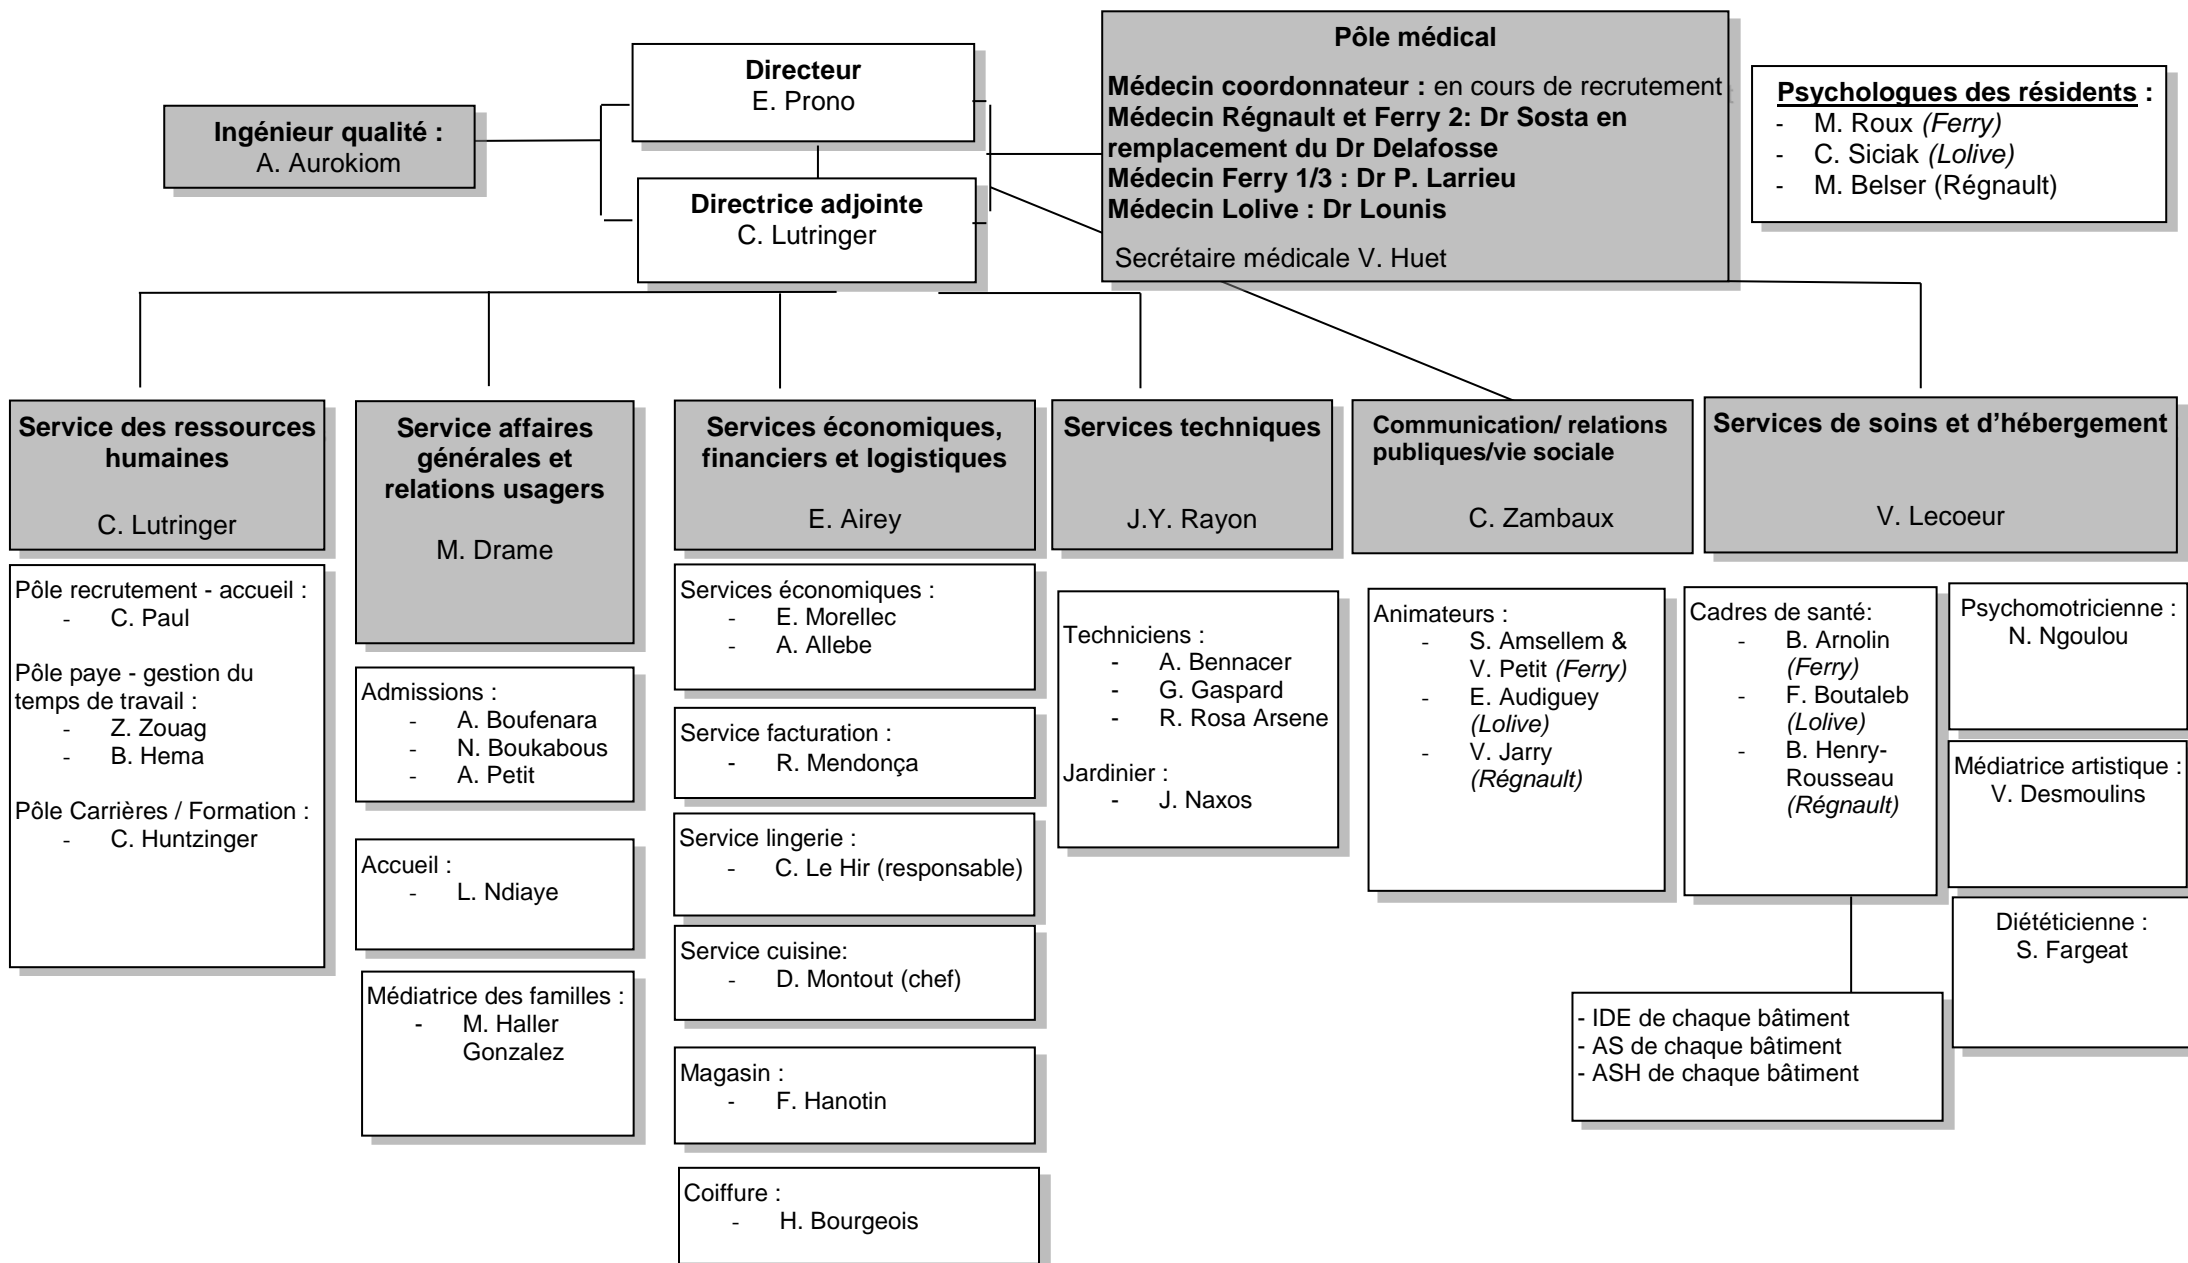 Directeur
E. Prono
Ingénieur qualité :
A. Aurokiom
Directrice adjointe
C. Lutringer
Pôle médical
Médecin coordonnateur : en cours de recrutement
Médecin Régnault et Ferry 2: Dr Sosta en
remplacement du Dr Delafosse
Médecin Ferry 1/3 : Dr P. Larrieu
Médecin Lolive : Dr Lounis
Secrétaire médicale V. Huet
Psychologues des résidents :
- M. Roux (Ferry)
- C. Siciak (Lolive)
- M. Belser (Régnault)
Service des ressources
humaines
C. Lutringer
Pôle recrutement - accueil :
- C. Paul
Pôle paye - gestion du
temps de travail :
- Z. Zouag
- B. Hema
Pôle Carrières / Formation :
- C. Huntzinger
Service affaires
générales et
relations usagers
M. Drame
Admissions :
- A. Boufenara
- N. Boukabous
- A. Petit
Accueil :
- L. Ndiaye
Médiatrice des familles :
- M. Haller
Gonzalez
Services économiques,
financiers et logistiques
E. Airey
Services économiques :
- E. Morellec
- A. Allebe
Service facturation :
- R. Mendonça
Service lingerie :
- C. Le Hir (responsable)
Service cuisine:
- D. Montout (chef)
Magasin :
- F. Hanotin
Coiffure :
- H. Bourgeois
Services techniques
J.Y. Rayon
Techniciens :
- A. Bennacer
- G. Gaspard
- R. Rosa Arsene
Jardinier :
- J. Naxos
Communication/ relations
publiques/vie sociale
C. Zambaux
Animateurs :
- S. Amsellem &
V. Petit (Ferry)
- E. Audiguey
(Lolive)
- V. Jarry
(Régnault)
Services de soins et d’hébergement
V. Lecoeur
Cadres de santé:
- B. Arnolin
(Ferry)
- F. Boutaleb
(Lolive)
- B. Henry-
Rousseau
(Régnault)
- IDE de chaque bâtiment
- AS de chaque bâtiment
- ASH de chaque bâtiment
Psychomotricienne :
N. Ngoulou
Médiatrice artistique :
V. Desmoulins
Diététicienne :
S. Fargeat